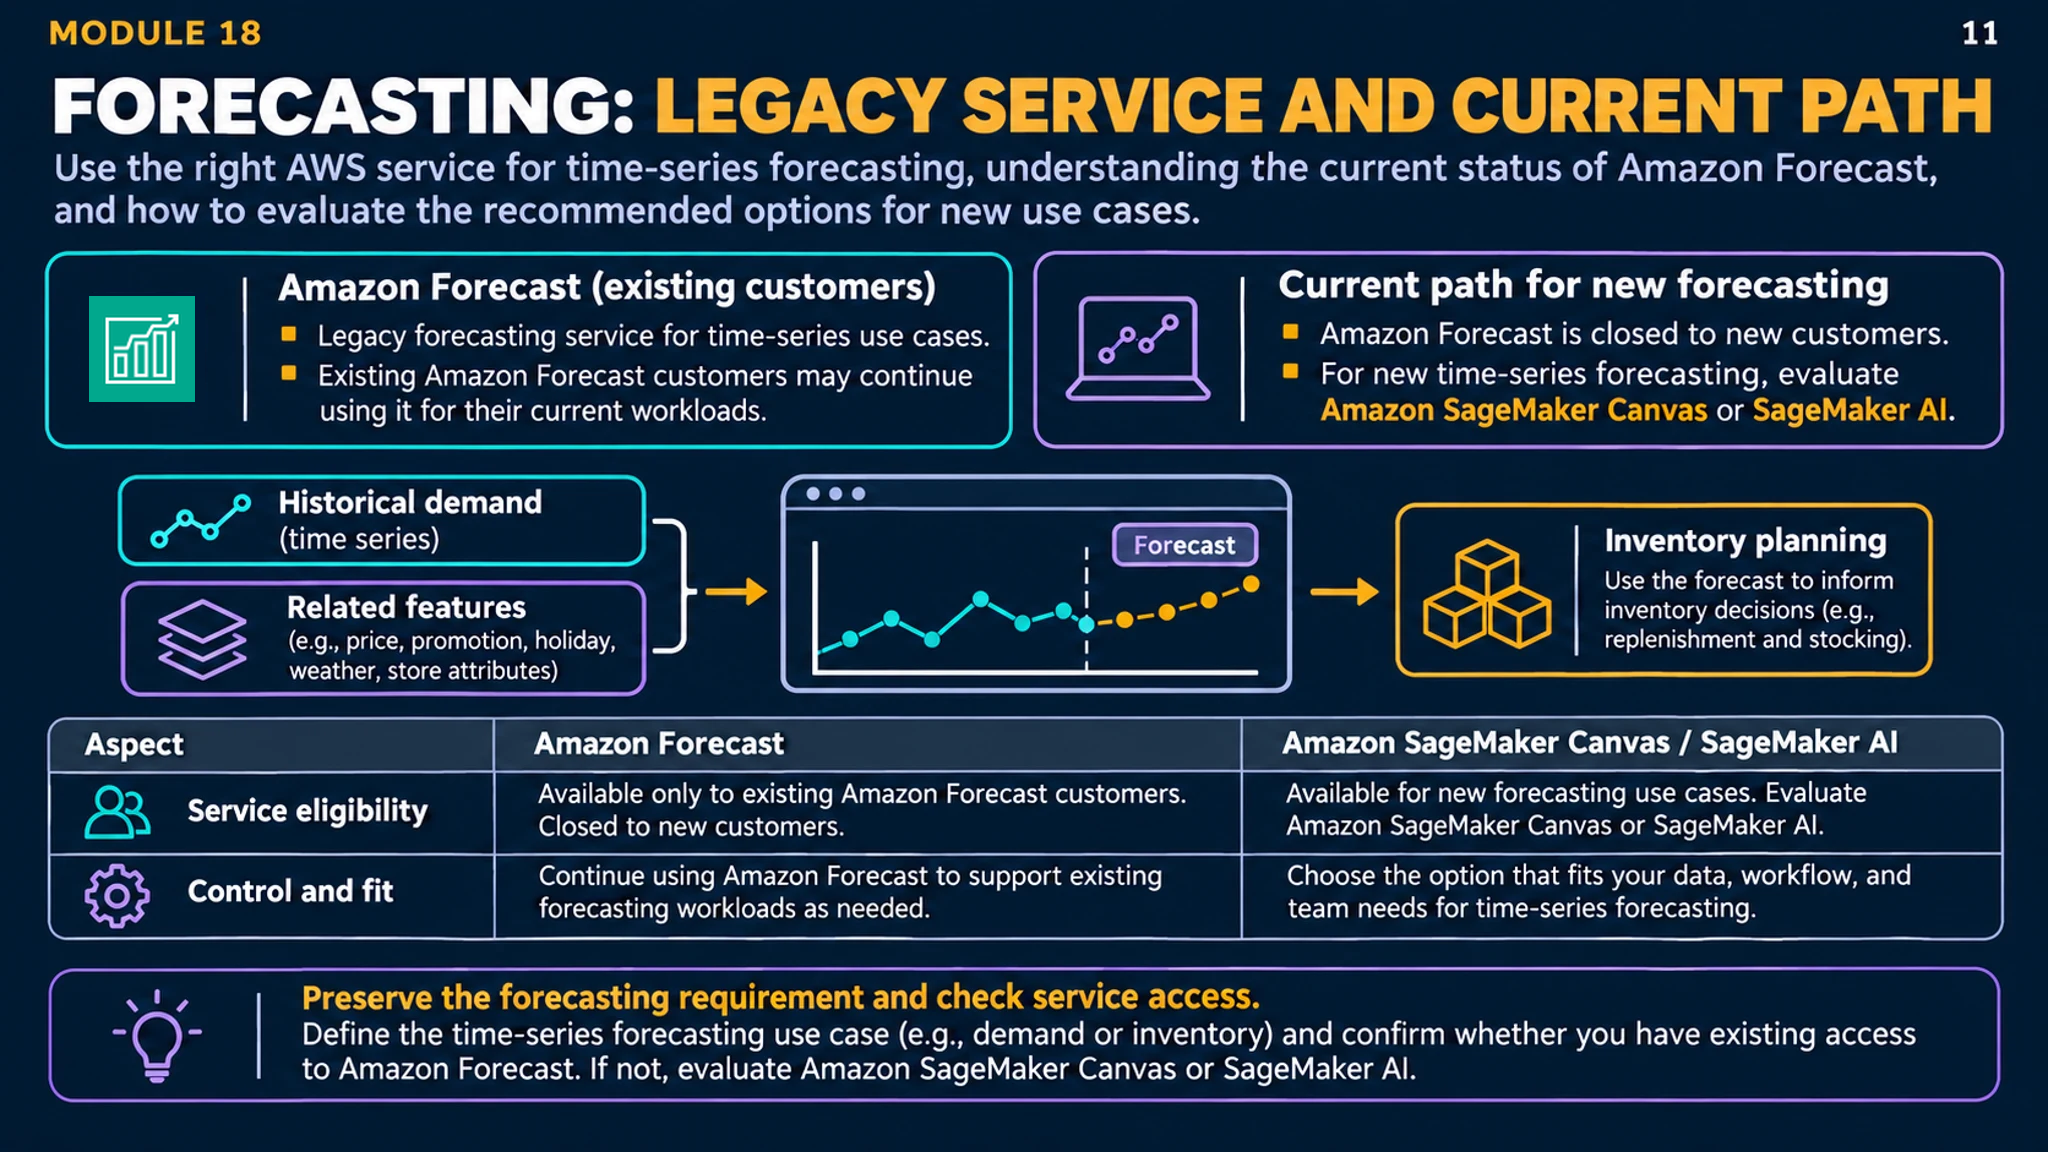 MODULE 18
11
FORECASTING: LEGACY SERVICE AND CURRENT PATH
Use the right AWS service for time-series forecasting, understanding the current status of Amazon Forecast,
and how to evaluate the recommended options for new use cases.
Amazon Forecast (existing customers)
Legacy forecasting service for time-series use cases.
Existing Amazon Forecast customers may continue
using it for their current workloads.
Current path for new forecasting
Amazon Forecast is closed to new customers.
For new time-series forecasting, evaluate
Amazon SageMaker Canvas or SageMaker AI.
Historical demand
(time series)
Related features
(e.g., price, promotion, holiday,
weather, store attributes)
Forecast
Inventory planning
Use the forecast to inform
inventory decisions (e.g.,
replenishment and stocking).
Aspect
Amazon Forecast
Amazon SageMaker Canvas / SageMaker AI
Service eligibility
Available only to existing Amazon Forecast customers.
Closed to new customers.
Available for new forecasting use cases. Evaluate
Amazon SageMaker Canvas or SageMaker AI.
Control and fit
Continue using Amazon Forecast to support existing
forecasting workloads as needed.
Choose the option that fits your data, workflow, and
team needs for time-series forecasting.
Preserve the forecasting requirement and check service access.
Define the time-series forecasting use case (e.g., demand or inventory) and confirm whether you have existing access
to Amazon Forecast. If not, evaluate Amazon SageMaker Canvas or SageMaker AI.